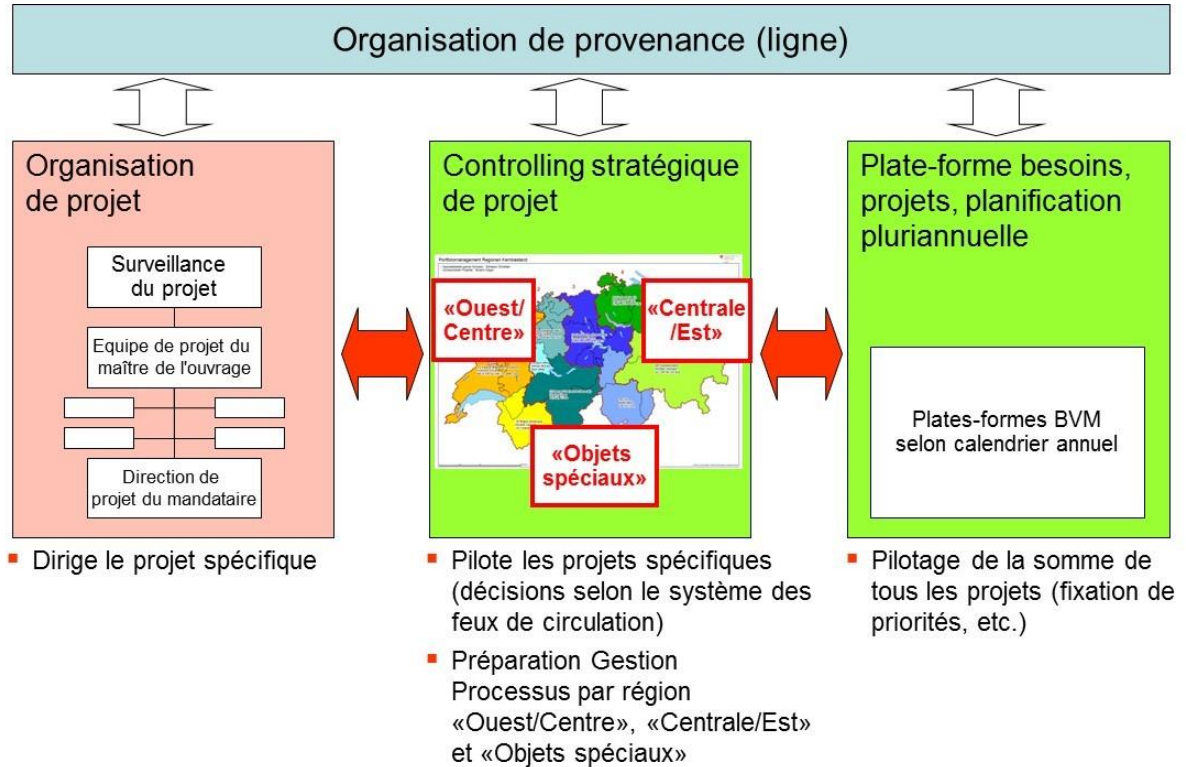 Organisation de provenance (ligne)
Organisation
de projet
Surveillance
du projet
Equipe de projet du
maître de l'ouvrage
Direction de
projet du mandataire
Dirige le projet spécifique
Controlling stratégique
de projet
«Ouest/
Centre»
«Centrale
/Est»
«Objets
spéciaux»
Pilote les projets spécifiques
(décisions selon le système des
feux de circulation)
Préparation Gestion
Processus par région
«Ouest/Centre», «Centrale/Est»
et «Objets spéciaux»
Plate-forme besoins,
projets, planification
pluriannuelle
Plates-formes BVM
selon calendrier annuel
Pilotage de la somme de
tous les projets (fixation de
priorités, etc.)